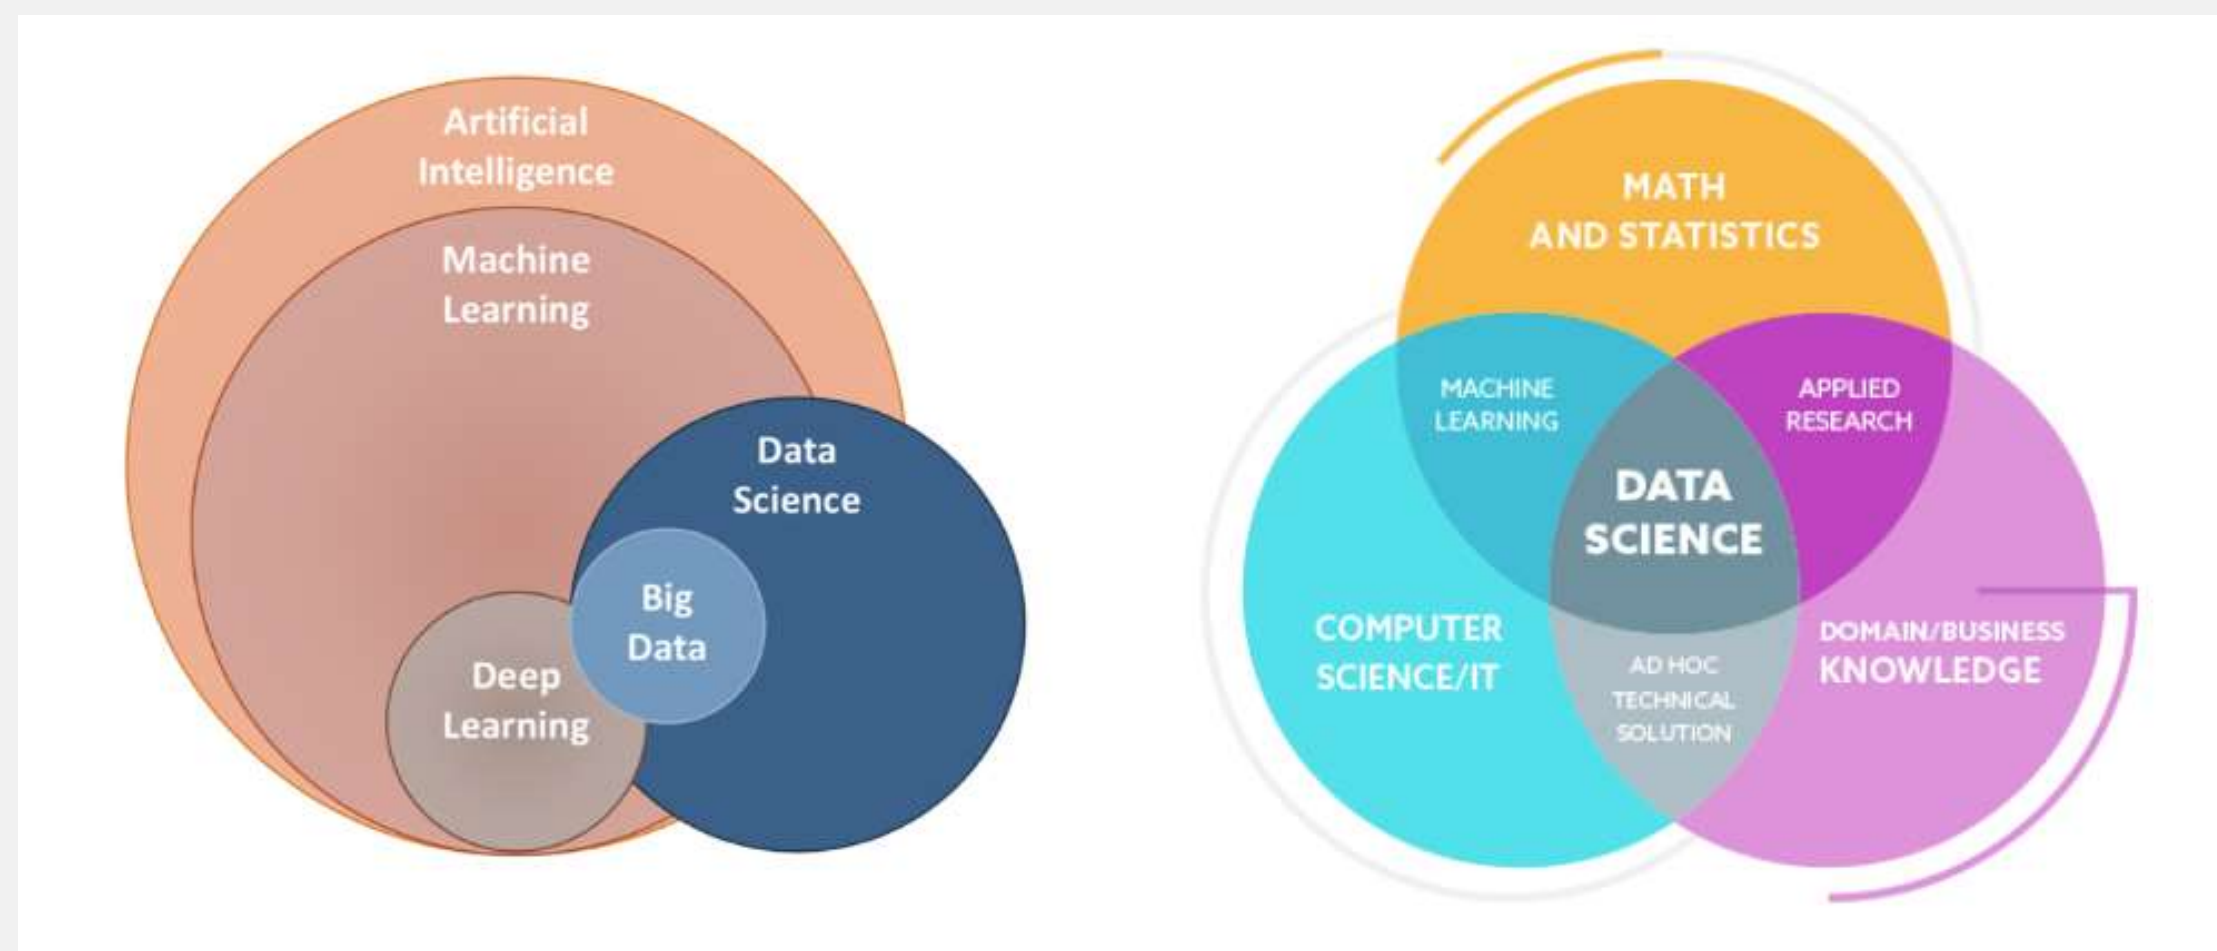 Artificial
Intelligence
Machine
Learning
Data
Science
Big
Data
Deep
Learning
MATH
AND STATISTICS
MACHINE
LEARNING
APPLIED
RESEARCH
DATA
SCIENCE
COMPUTER
SCIENCE/IT
DOMAIN/BUSINESS
KNOWLEDGE
AD HOC
TECHNICAL
SOLUTION